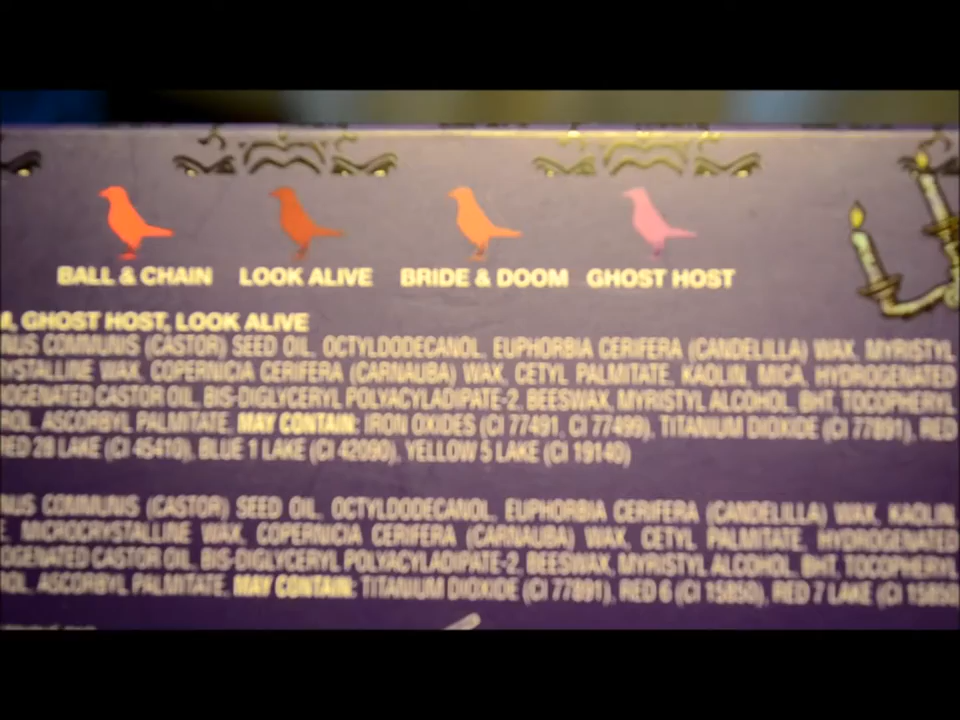 BALL & CHAIN LOOK ALIVE BRIDE & DOOM GHOST HOST
GHOST HOST, LOOK ALIVE
COMMUNIS (CASTOR) SEED OIL, OCTYLDODECANOL, EUPHORBIA CERIFERA (CANDELILLA) WAX, MYRISTYL
WAX, COPERNICIA CERIFERA (CARNAUBA) WAX, CETYL PALMITATE, KAOLIN, MICA, HYDROGENATED
OGENATED CASTOR OIL, BIS-DIGLYCERYL POLYACYLADIPATE-2, BEESWAX, MYRISTYL ALCOHOL, BHT, TOCOPHERYL
OL, ASCORBYL PALMITATE. MAY CONTAIN: IRON OXIDES (CI 77491, CI 77499), TITANIUM DIOXIDE (CI 77891), RED
ED 28 LAKE (CI 45410), BLUE 1 LAKE (CI 42090), YELLOW 5 LAKE (CI 19140)
COMMUNIS (CASTOR) SEED OIL, OCTYLDODECANOL, EUPHORBIA CERIFERA (CANDELILLA) WAX, KAOLIN,
MICROCRYSTALLINE WAX, COPERNICIA CERIFERA (CARNAUBA) WAX, CETYL PALMITATE, HYDROGENATED
OGENATED CASTOR OIL, BIS-DIGLYCERYL POLYACYLADIPATE-2, BEESWAX, MYRISTYL ALCOHOL, BHT, TOCOPHERYL
OL, ASCORBYL PALMITATE. MAY CONTAIN: TITANIUM DIOXIDE (CI 77891), RED 6 (CI 15850), RED 7 LAKE (CI 15850